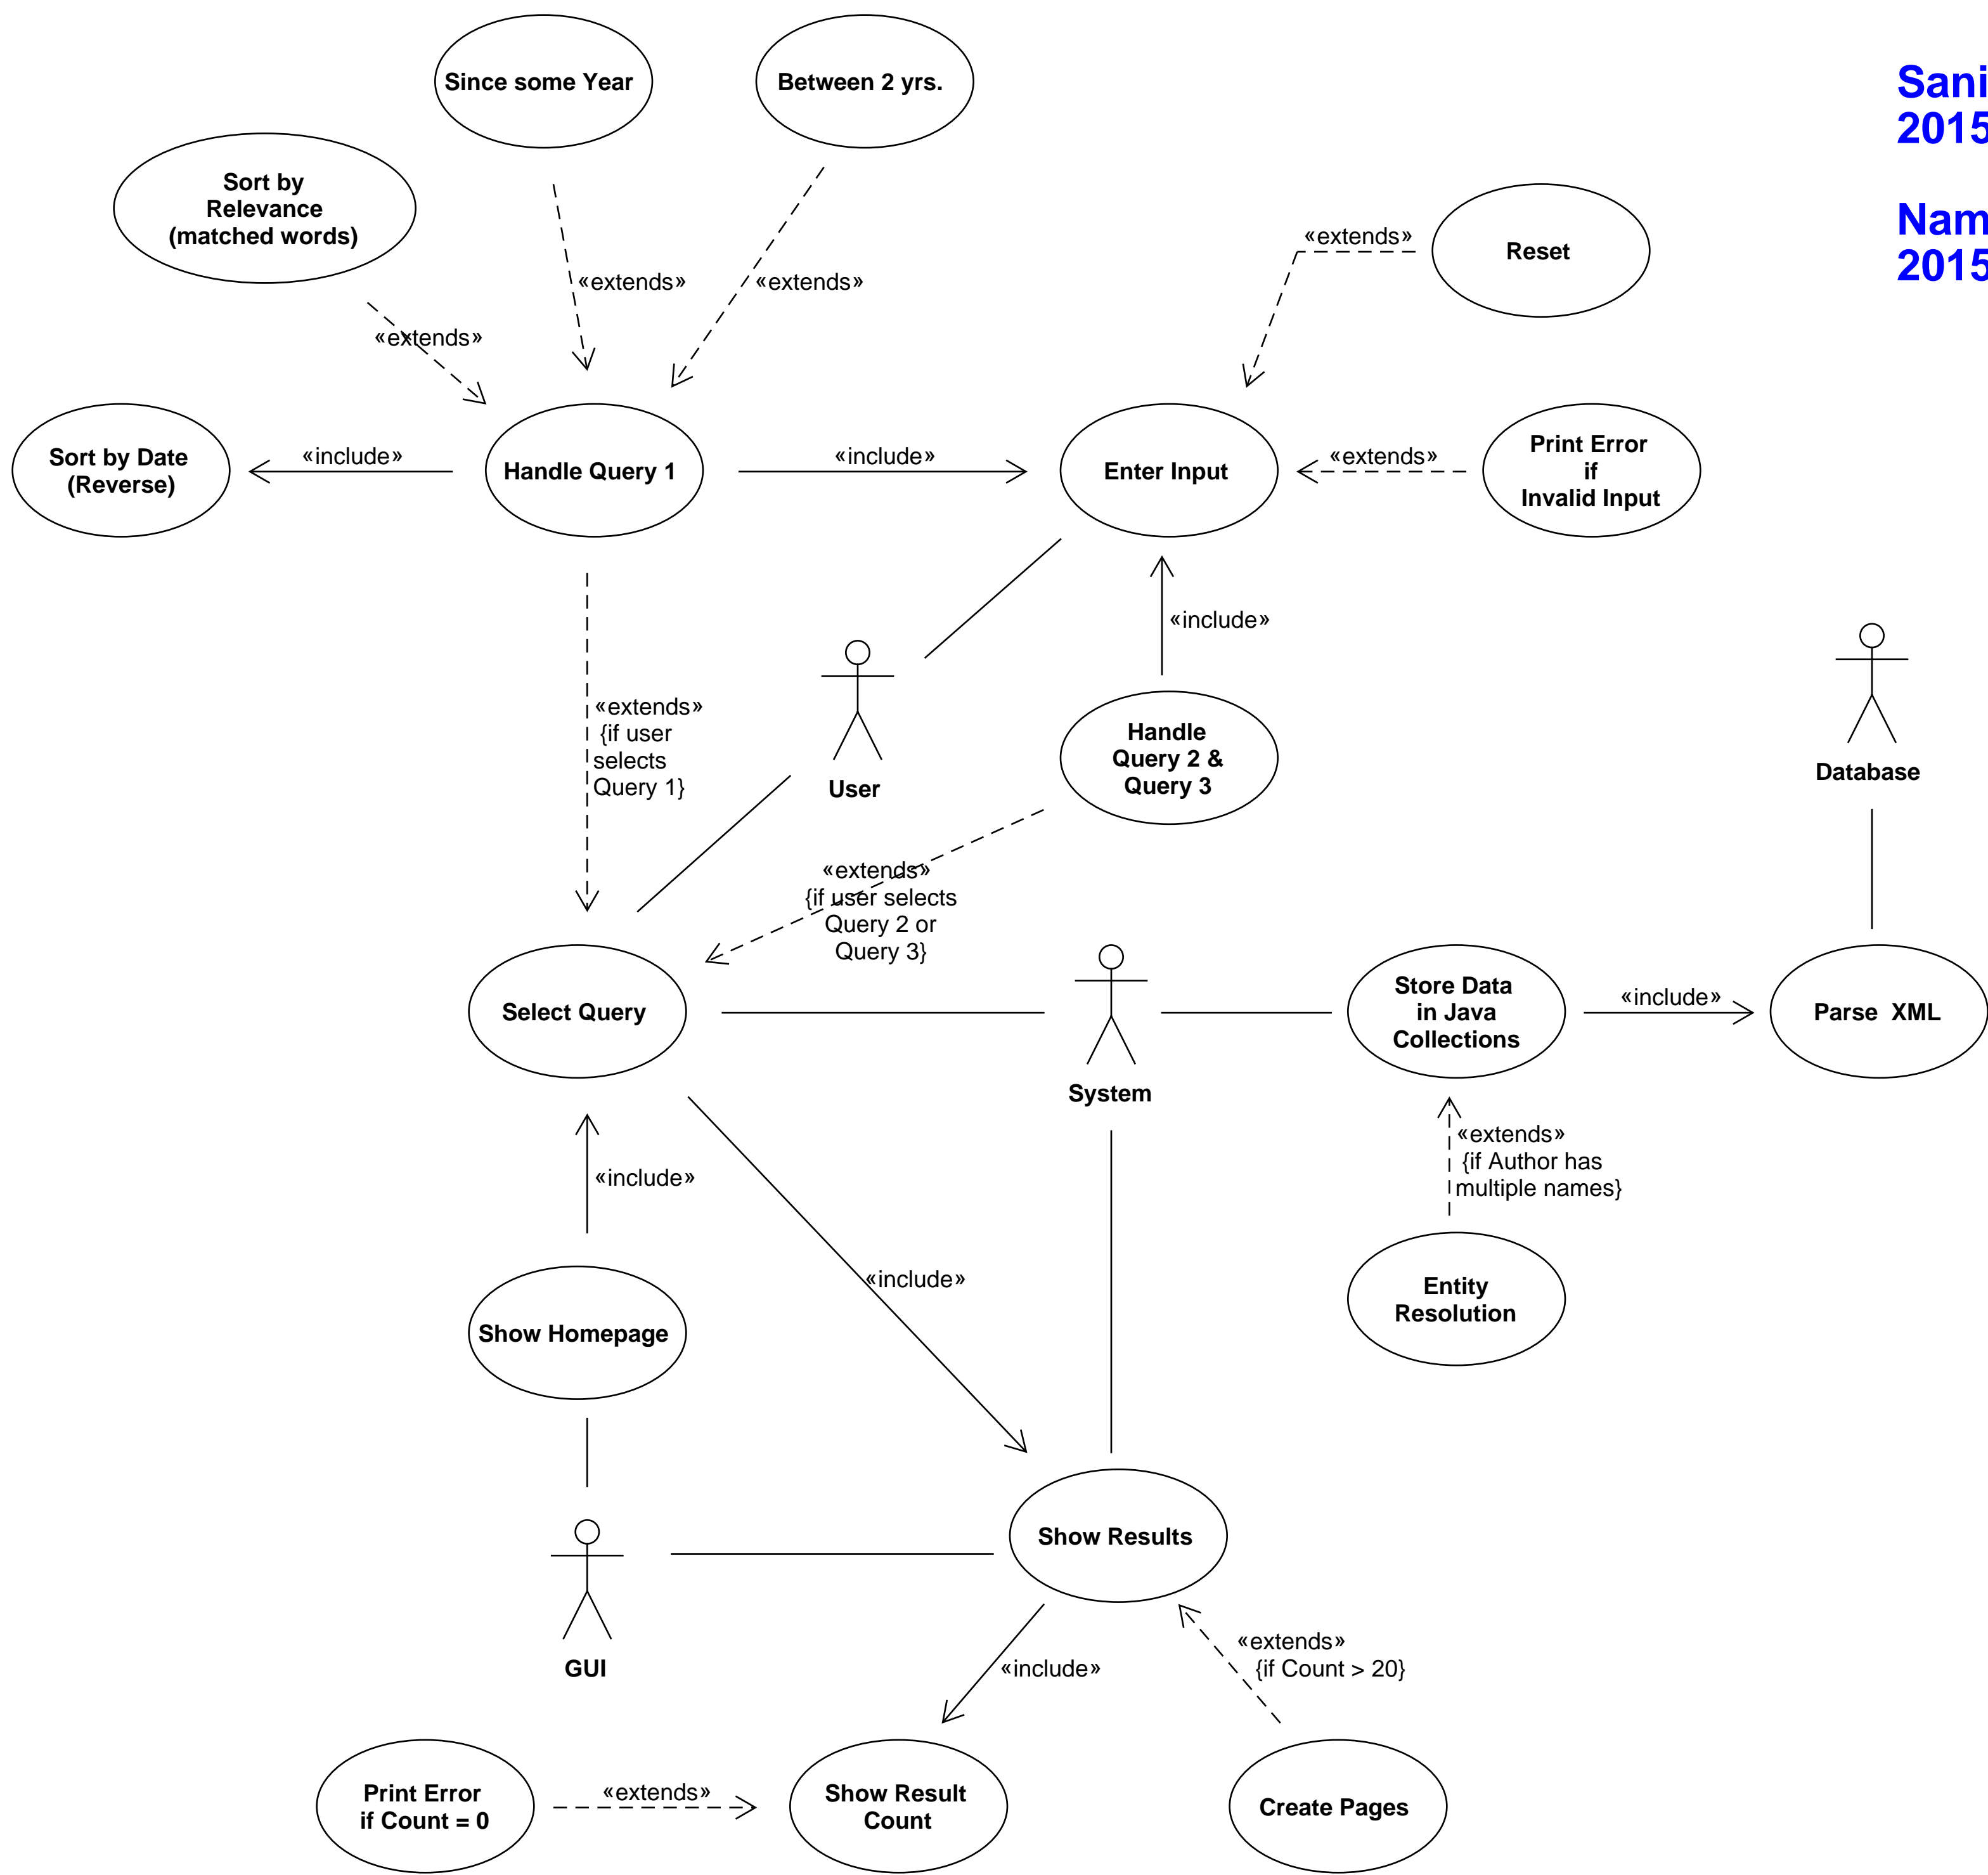 Since some Year
Between 2 yrs.
2015
2015
Sort by
Relevance
(matched words)
Reset
«extends»
«extends»
«extends»
«extends»
Sort by Date
(Reverse)
«include»
Handle Query 1
«include»
Enter Input
«extends»
Print Error
if
Invalid Input
«include»
«extends»
{if user
selects
Query 1}
User
Handle
Query 2 &
Query 3
Database
«extends»
{if user selects
Query 2 or
Query 3}
Select Query
System
Store Data
in Java
Collections
«include»
Parse XML
«include»
«extends»
{if Author has
multiple names}
Show Homepage
«include»
Entity
Resolution
Show Results
GUI
«include»
«extends»
{if Count > 20}
Print Error
if Count = 0
«extends»
Show Result
Count
Create Pages